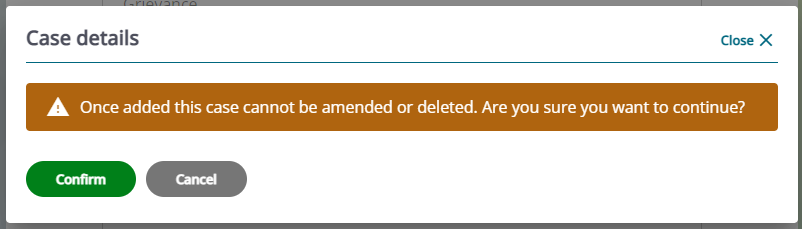 Grievance
Case details
Close
Once added this case cannot be amended or deleted. Are you sure you want to continue?
Confirm
Cancel